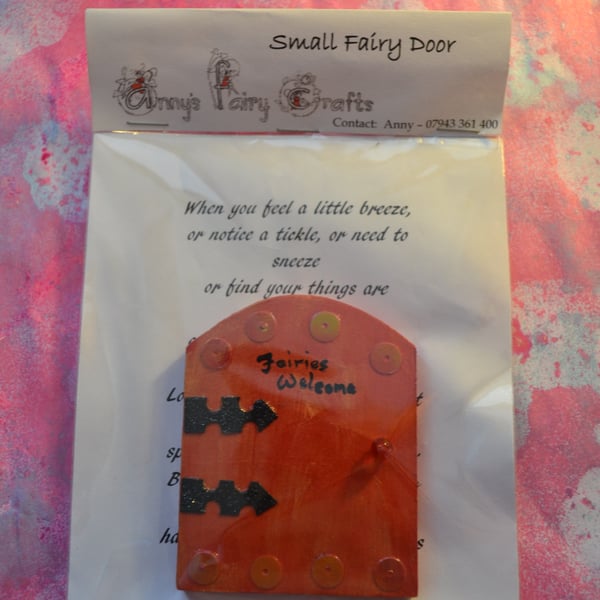 Small Fairy Door
Anny's Fairy Crafts
Contact: Anny – 07943 361 400
When you feel a little breeze,
or notice a tickle, or need to
sneeze
or find your things are
Fairies
Welcome